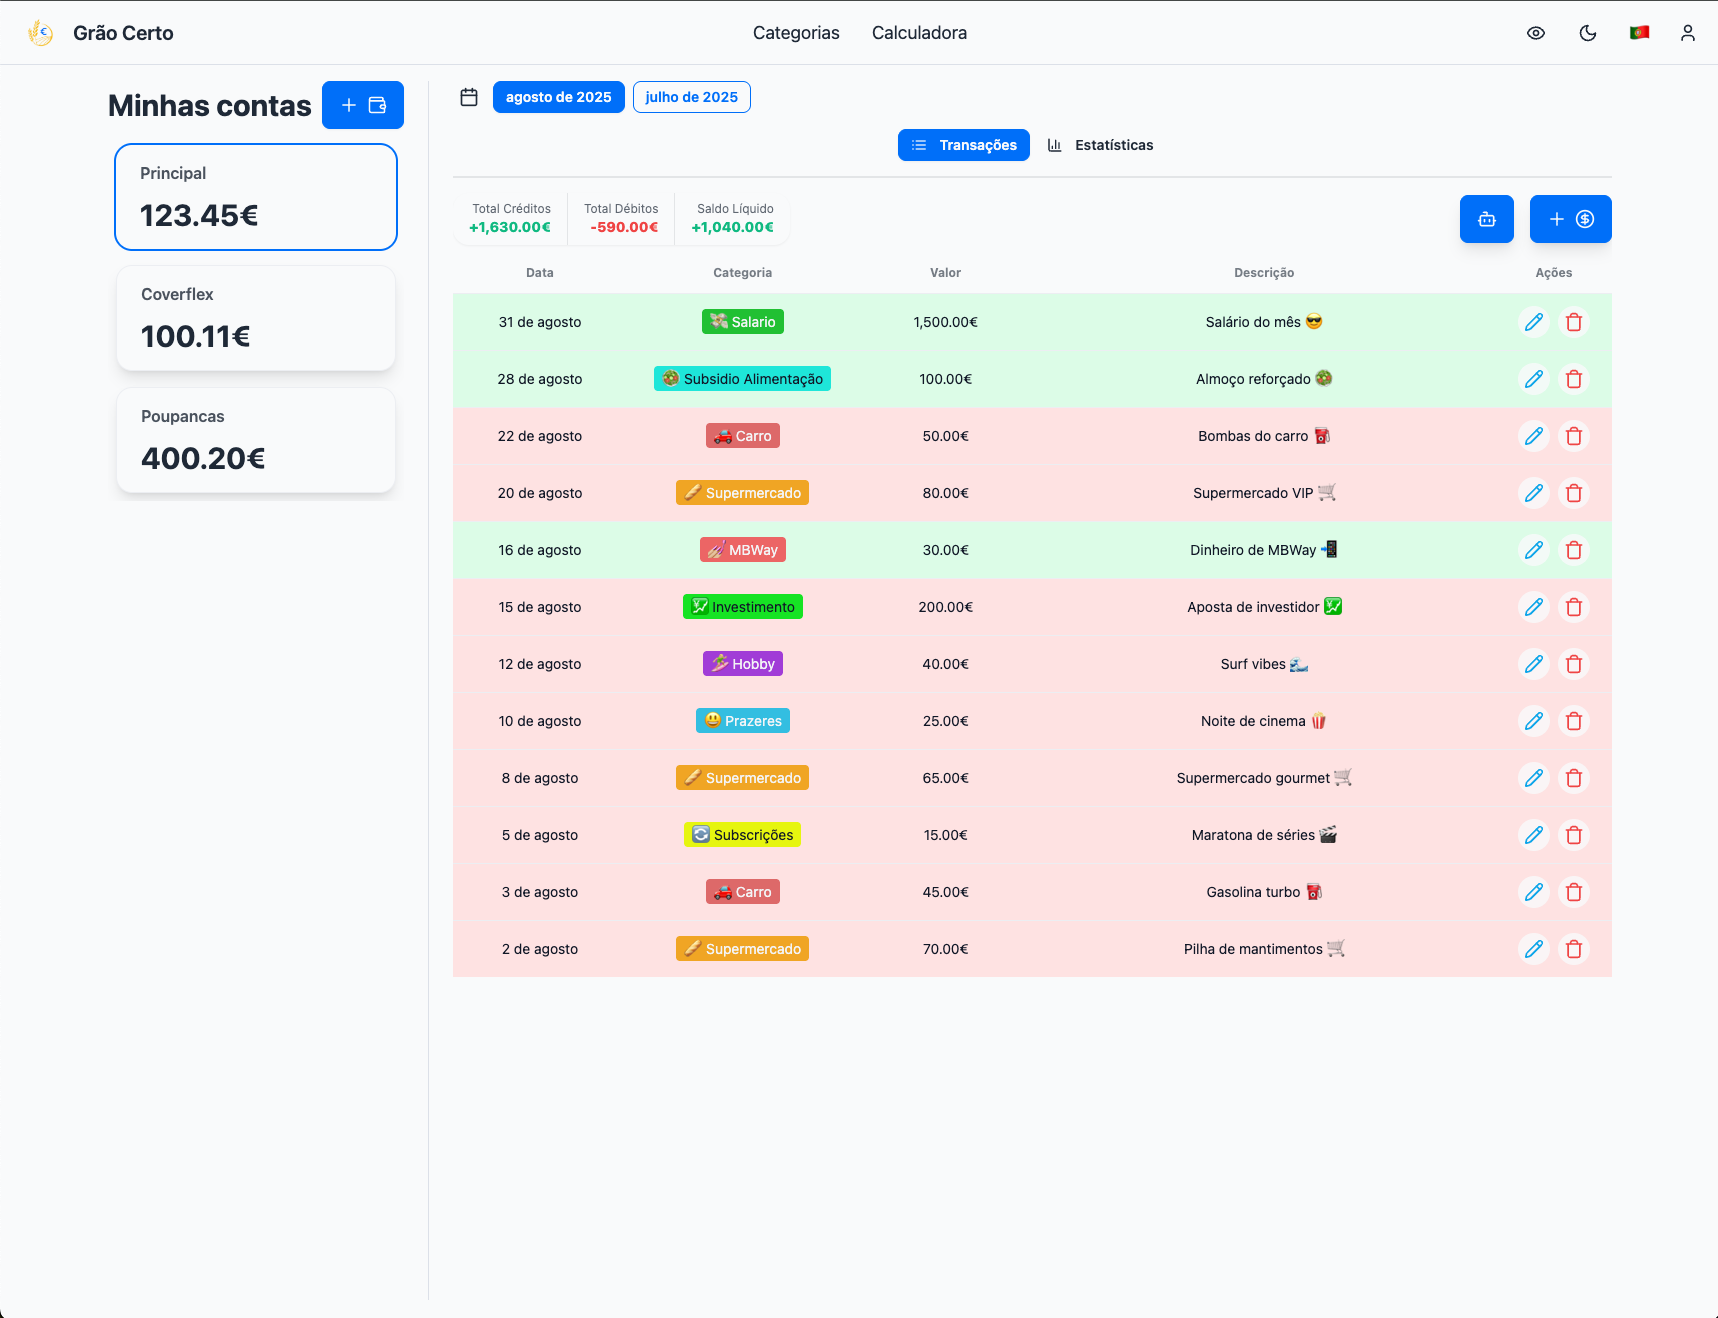 Grão Certo
Categorias
Calculadora
Minhas contas
Principal
123.45€
Coverflex
100.11€
Poupancas
400.20€
agosto de 2025
julho de 2025
Transações
Estatísticas
Total Créditos
+1,630.00€
Total Débitos
-590.00€
Saldo Líquido
+1,040.00€
Data Categoria Valor Descrição Ações
31 de agosto Salario 1,500.00€ Salário do mês
28 de agosto Subsidio Alimentação 100.00€ Almoço reforçado
22 de agosto Carro 50.00€ Bombas do carro
20 de agosto Supermercado 80.00€ Supermercado VIP
16 de agosto MBWay 30.00€ Dinheiro de MBWay
15 de agosto Investimento 200.00€ Aposta de investidor
12 de agosto Hobby 40.00€ Surf vibes
10 de agosto Prazeres 25.00€ Noite de cinema
8 de agosto Supermercado 65.00€ Supermercado gourmet
5 de agosto Subscrições 15.00€ Maratona de séries
3 de agosto Carro 45.00€ Gasolina turbo
2 de agosto Supermercado 70.00€ Pilha de mantimentos